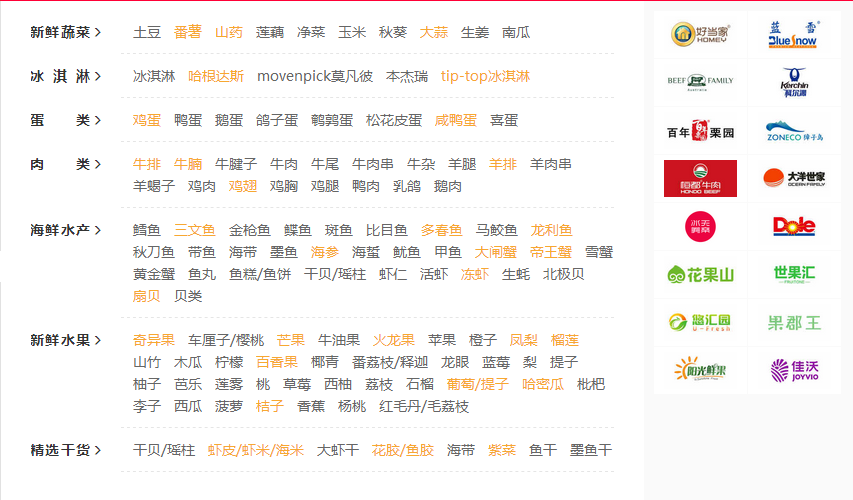 新鲜蔬菜 > 土豆 番薯 山药 莲藕 净菜 玉米 秋葵 大蒜 生姜 南瓜
冰淇淋 > 冰淇淋 哈根达斯 movenpick莫凡彼 本杰瑞 tip-top冰淇淋
蛋类 > 鸡蛋 鸭蛋 鹅蛋 鸽子蛋 鹌鹑蛋 松花皮蛋 咸鸭蛋 喜蛋
肉类 > 牛排 牛腩 牛腱子 牛肉 牛尾 牛肉串 牛杂 羊腿 羊排 羊肉串
羊蝎子 鸡肉 鸡翅 鸡胸 鸡腿 鸭肉 乳鸽 鹅肉
海鲜水产 > 鳕鱼 三文鱼 金枪鱼 鲽鱼 斑鱼 比目鱼 多春鱼 马鲛鱼 龙利鱼
秋刀鱼 带鱼 海带 墨鱼 海参 海蜇 鱿鱼 甲鱼 大闸蟹 帝王蟹 雪蟹
黄金蟹 鱼丸 鱼糕/鱼饼 干贝/瑶柱 虾仁 活虾 冻虾 生蚝 北极贝
扇贝 贝类
新鲜水果 > 奇异果 车厘子/樱桃 芒果 牛油果 火龙果 苹果 橙子 凤梨 榴莲
山竹 木瓜 柠檬 百香果 椰青 番荔枝/释迦 龙眼 蓝莓 梨 提子
柚子 芭乐 莲雾 桃 草莓 西柚 荔枝 石榴 葡萄/提子 哈密瓜 枇杷
李子 西瓜 菠萝 桔子 香蕉 杨桃 红毛丹/毛荔枝
精选干货 > 干贝/瑶柱 虾皮/虾米/海米 大虾干 花胶/鱼胶 海带 紫菜 鱼干 墨鱼干
好当家
HOMEY
蓝雪
Blue Snow
BEEF FAMILY
Australia
Kerchin
科尔沁
百年栗园
ZONECO 獐子岛
恒都牛肉
HONDO BEEF
大洋世家
OCEAN FAMILY
Dole
花果山
世果汇
悠汇园
U-Fresh
果郡王
阳光鲜果
佳沃
JOYVIO